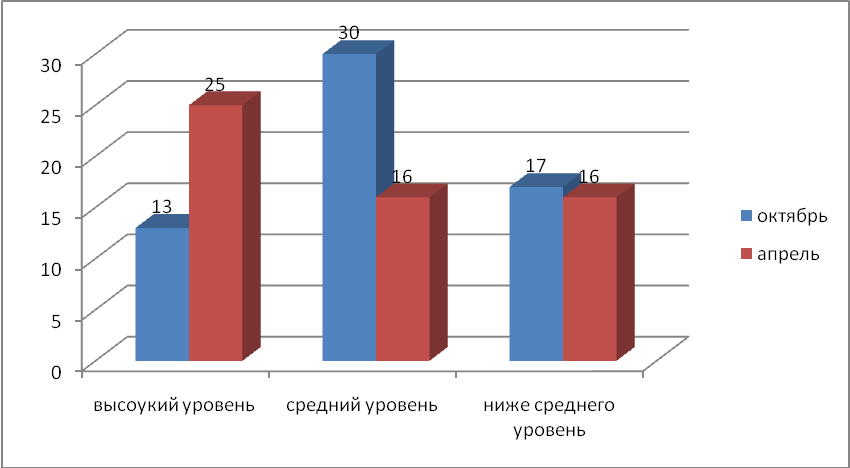 30
25
20
15
10
5
0
13
25
30
16
17
16
высоукий уровень
средний уровень
ниже среднего
уровень
октябрь
апрель